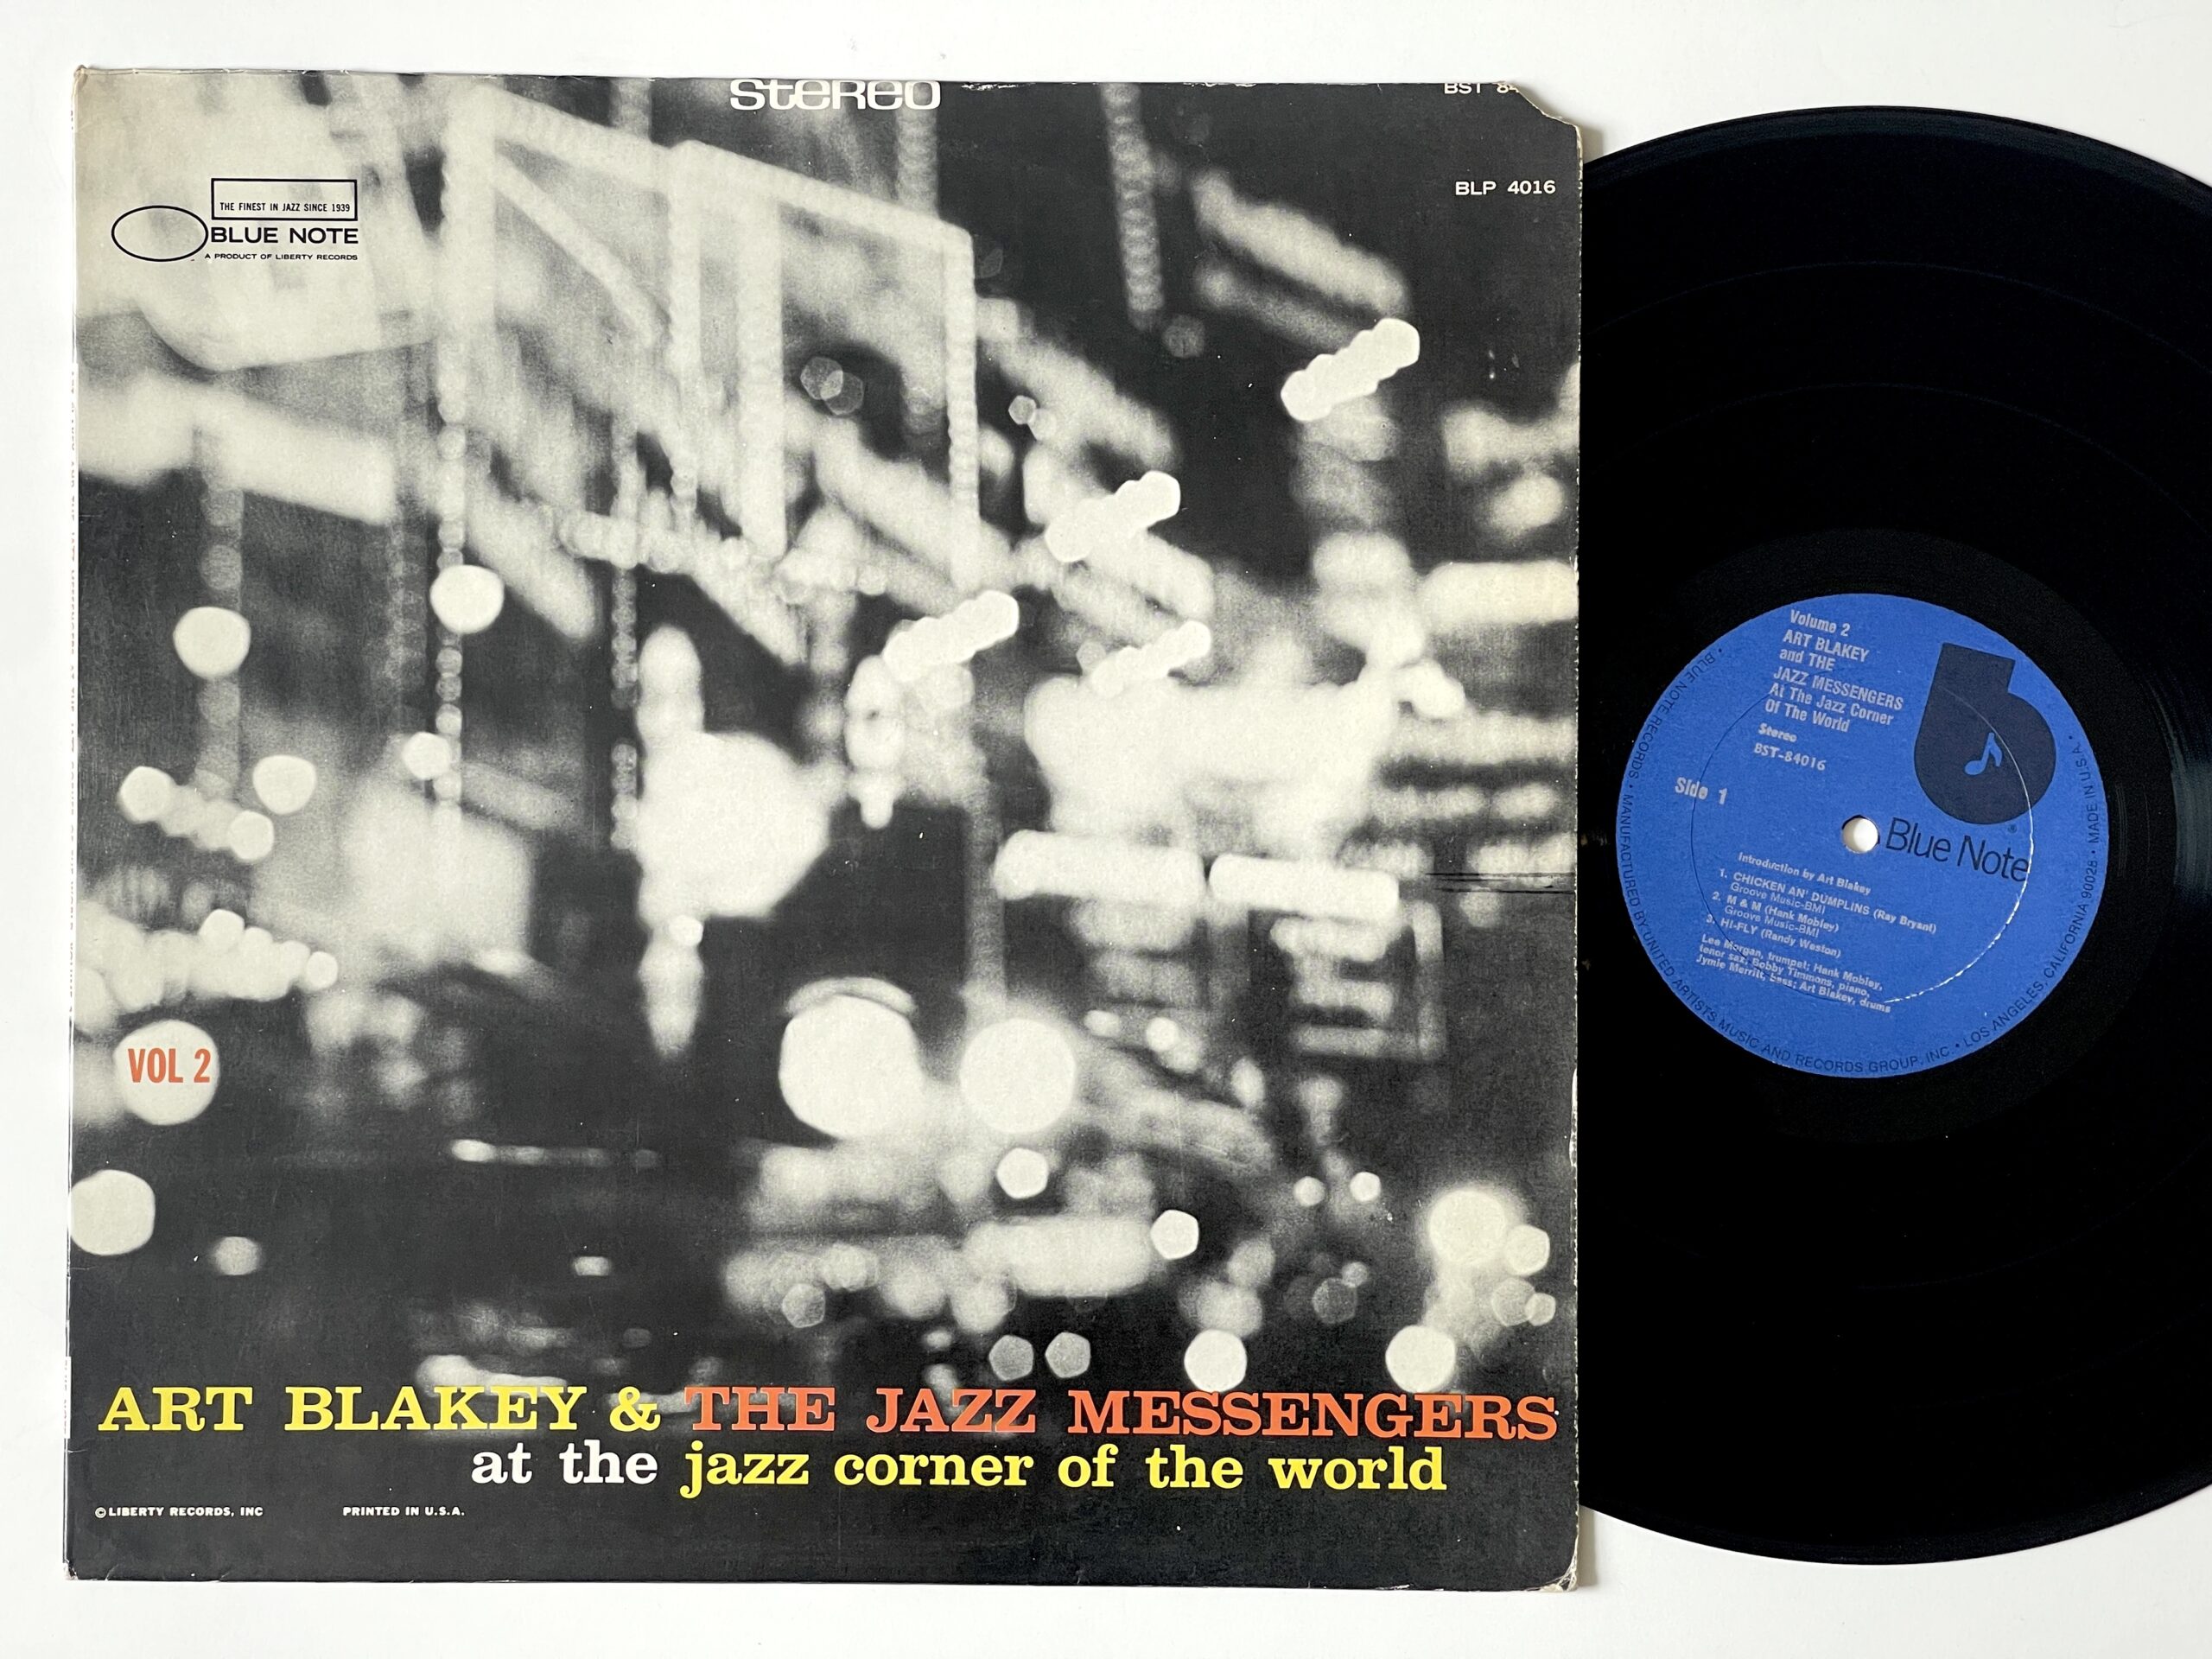 STEREO
BST 84
BLP 4016
THE FINEST IN JAZZ SINCE 1939
BLUE NOTE
A PRODUCT OF LIBERTY RECORDS
VOL 2
ART BLAKEY & THE JAZZ MESSENGERS
at the jazz corner of the world
© LIBERTY RECORDS, INC
PRINTED IN U.S.A.
Volume 2
ART BLAKEY
and THE
JAZZ MESSENGERS
At The Jazz Corner
Of The World
Stereo
BST-84016
Side 1
Blue Note®
Introduction by Art Blakey
1. CHICKEN AN' DUMPLINS (Ray Bryant)
Groove Music-BMI
2. M & M (Hank Mobley)
Groove Music-BMI
3. HI-FLY (Randy Weston)
Lee Morgan, trumpet; Hank Mobley,
tenor sax; Bobby Timmons, piano,
Jymie Merritt, bass; Art Blakey, drums
• BLUE NOTE RECORDS • MANUFACTURED BY UNITED ARTISTS MUSIC AND RECORDS GROUP, INC. • LOS ANGELES, CALIFORNIA 90028 • MADE IN U.S.A. •